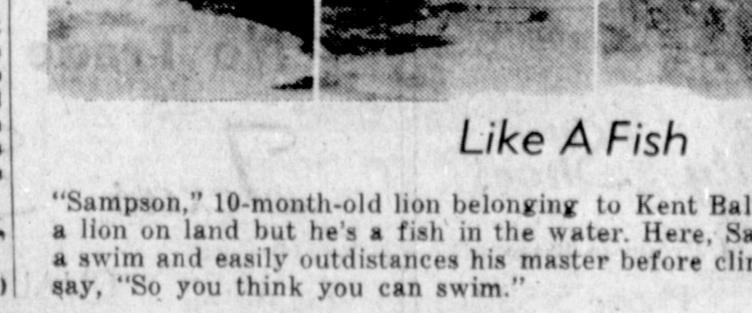 Like A Fish
"Sampson," 10-month-old lion belonging to Kent Bal
a lion on land but he's a fish in the water. Here, Sa
a swim and easily outdistances his master before clim
say, "So you think you can swim."